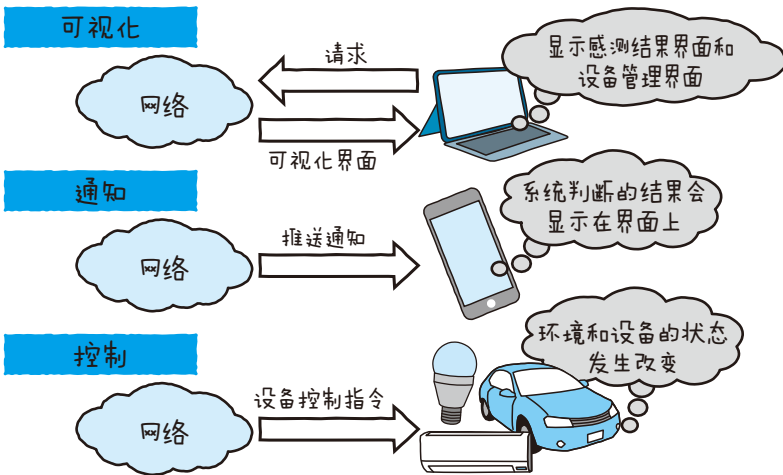 可视化
请求
显示感测结果界面和
设备管理界面
网络
可视化界面
通知
系统判断的结果会
显示在界面上
推送通知
网络
控制
环境和设备的状态
发生改变
设备控制指令
网络